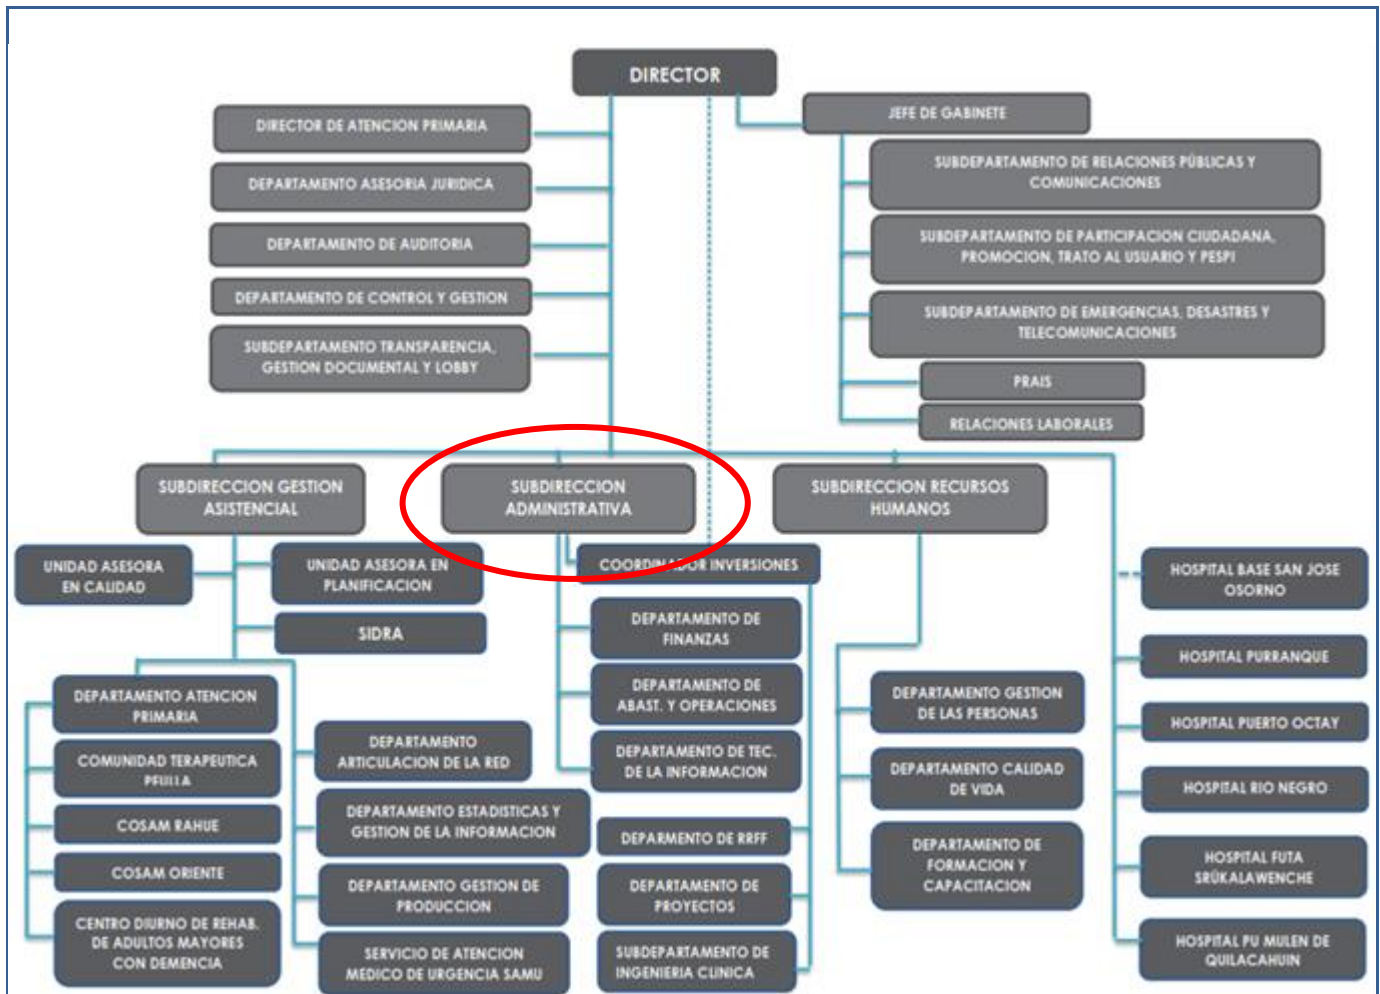 DIRECTOR
DIRECTOR DE ATENCION PRIMARIA
DEPARTAMENTO ASESORIA JURIDICA
DEPARTAMENTO DE AUDITORIA
DEPARTAMENTO DE CONTROL Y GESTION
SUBDEPARTAMENTO TRANSPARENCIA,
GESTION DOCUMENTAL Y LOBBY
JEFE DE GABINETE
SUBDEPARTAMENTO DE RELACIONES PÚBLICAS Y
COMUNICACIONES
SUBDEPARTAMENTO DE PARTICIPACION CIUDADANA,
PROMOCION, TRATO AL USUARIO Y PESPI
SUBDEPARTAMENTO DE EMERGENCIAS, DESASTRES Y
TELECOMUNICACIONES
PRAIS
RELACIONES LABORALES
SUBDIRECCION GESTION
ASISTENCIAL
SUBDIRECCION
ADMINISTRATIVA
SUBDIRECCION RECURSOS
HUMANOS
UNIDAD ASESORA
EN CALIDAD
UNIDAD ASESORA EN
PLANIFICACION
SIDRA
DEPARTAMENTO ATENCION
PRIMARIA
COMUNIDAD TERAPEUTICA
PEULLA
COSAM RAHUE
COSAM ORIENTE
CENTRO DIURNO DE REHAB.
DE ADULTOS MAYORES
CON DEMENCIA
DEPARTAMENTO
ARTICULACION DE LA RED
DEPARTAMENTO ESTADISTICAS Y
GESTION DE LA INFORMACION
DEPARTAMENTO GESTION DE
PRODUCCION
SERVICIO DE ATENCION
MEDICO DE URGENCIA SAMU
COORDINADOR INVERSIONES
DEPARTAMENTO DE
FINANZAS
DEPARTAMENTO DE
ABAST. Y OPERACIONES
DEPARTAMENTO DE TEC.
DE LA INFORMACION
DEPARMENTO DE RRFF
DEPARTAMENTO DE
PROYECTOS
SUBDEPARTAMENTO DE
INGENIERIA CLINICA
DEPARTAMENTO GESTION
DE LAS PERSONAS
DEPARTAMENTO CALIDAD
DE VIDA
DEPARTAMENTO DE
FORMACION Y
CAPACITACION
HOSPITAL BASE SAN JOSE
OSORNO
HOSPITAL PURRANQUE
HOSPITAL PUERTO OCTAY
HOSPITAL RIO NEGRO
HOSPITAL FUTA
SRÜKALAWENCHE
HOSPITAL PU MULEN DE
QUILACAHUIN